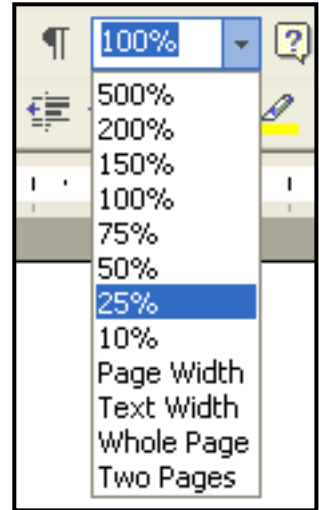 100%
500%
200%
150%
100%
75%
50%
25%
10%
Page Width
Text Width
Whole Page
Two Pages